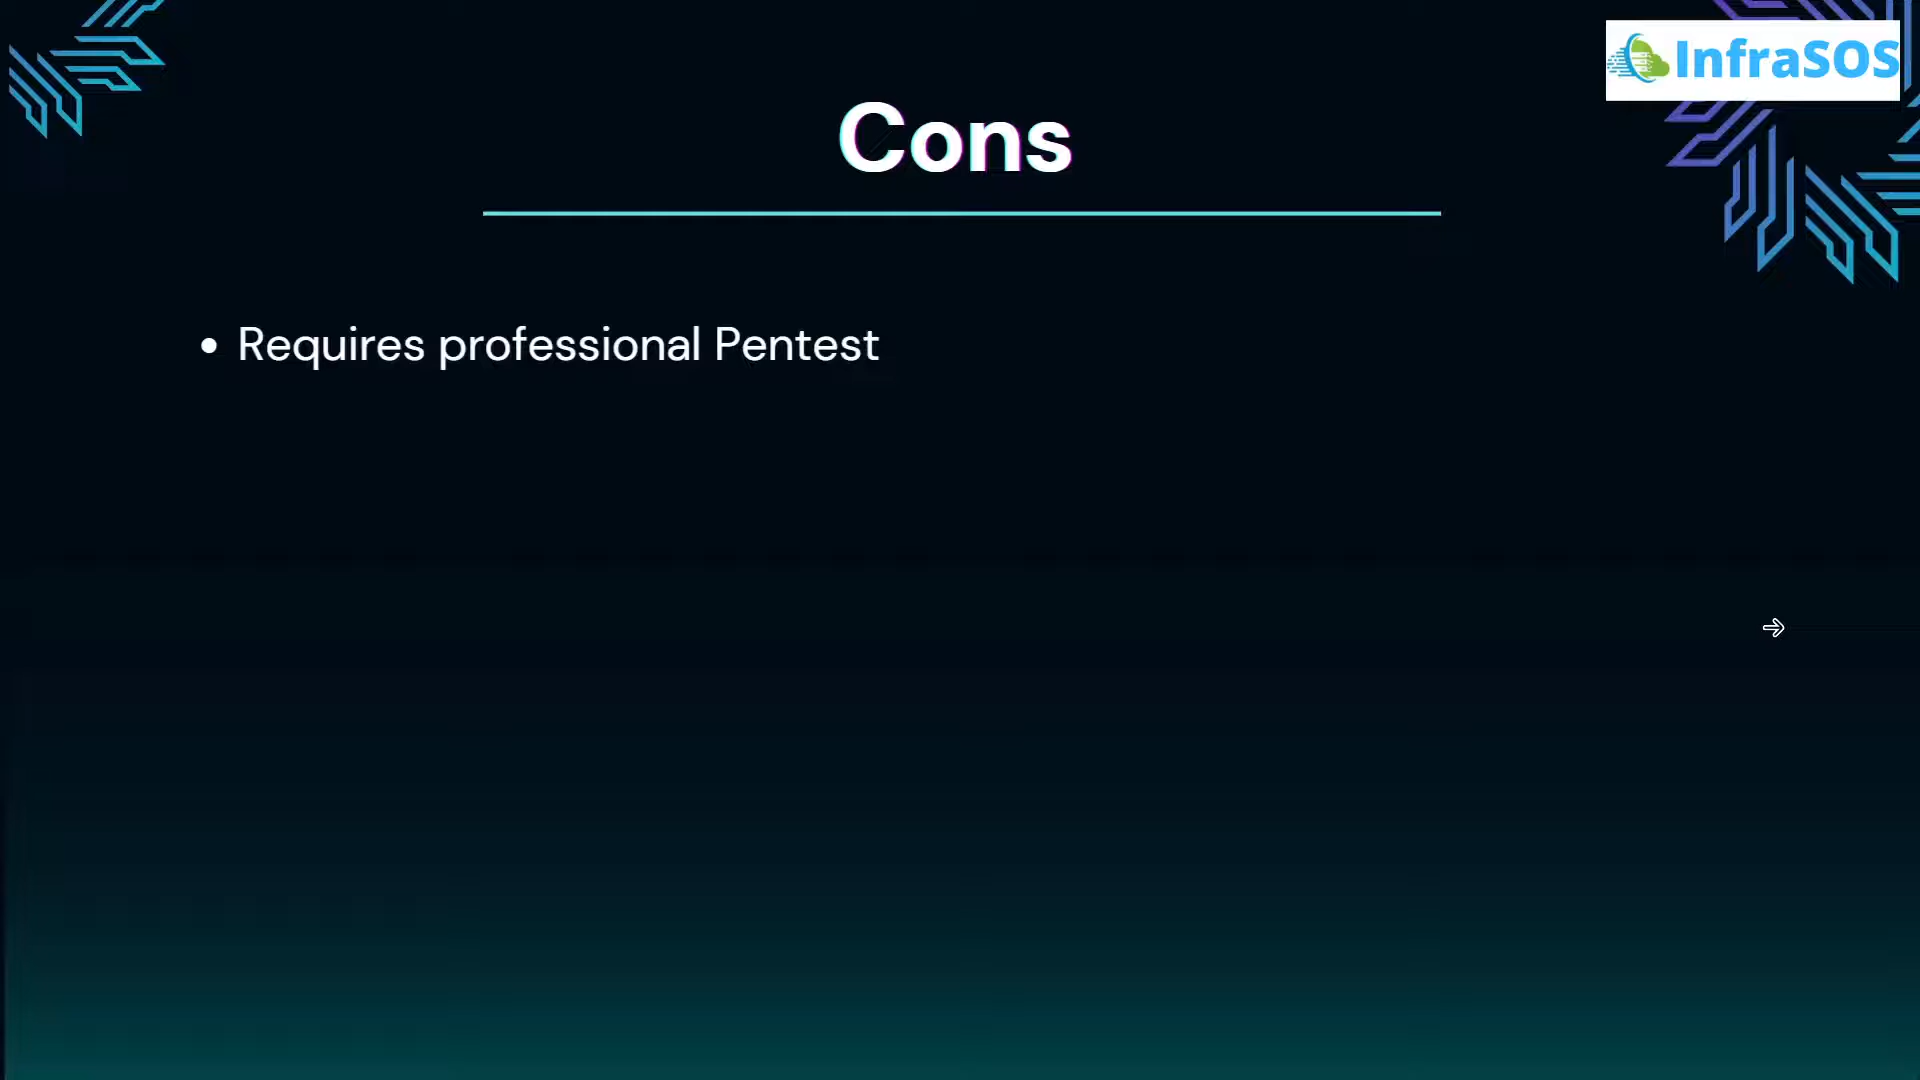 InfraSOS
Cons
• Requires professional Pentest